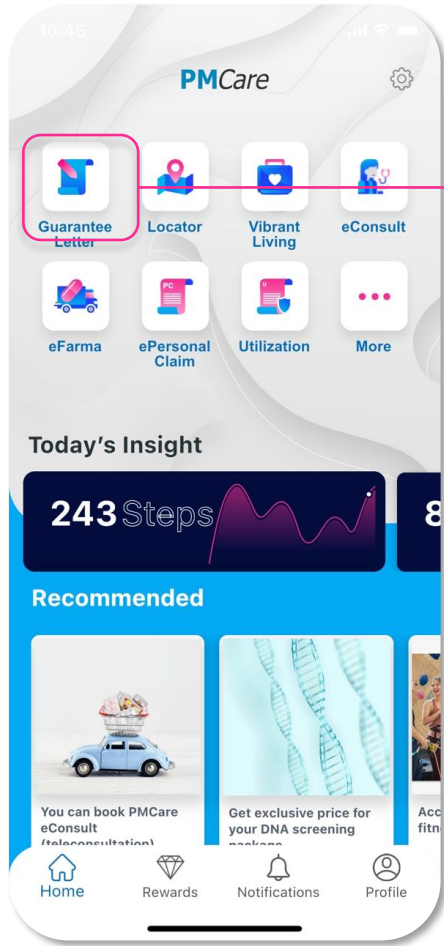 10:45
PMCare
Guarantee Letter
Locator
Vibrant Living
eConsult
PC
U
eFarma
ePersonal Claim
Utilization
More
Today's Insight
243 Steps
8
Recommended
You can book PMCare
eConsult
(teleconsultation)
Get exclusive price for
your DNA screening
package
Acc
fitn
Home
Rewards
Notifications
Profile